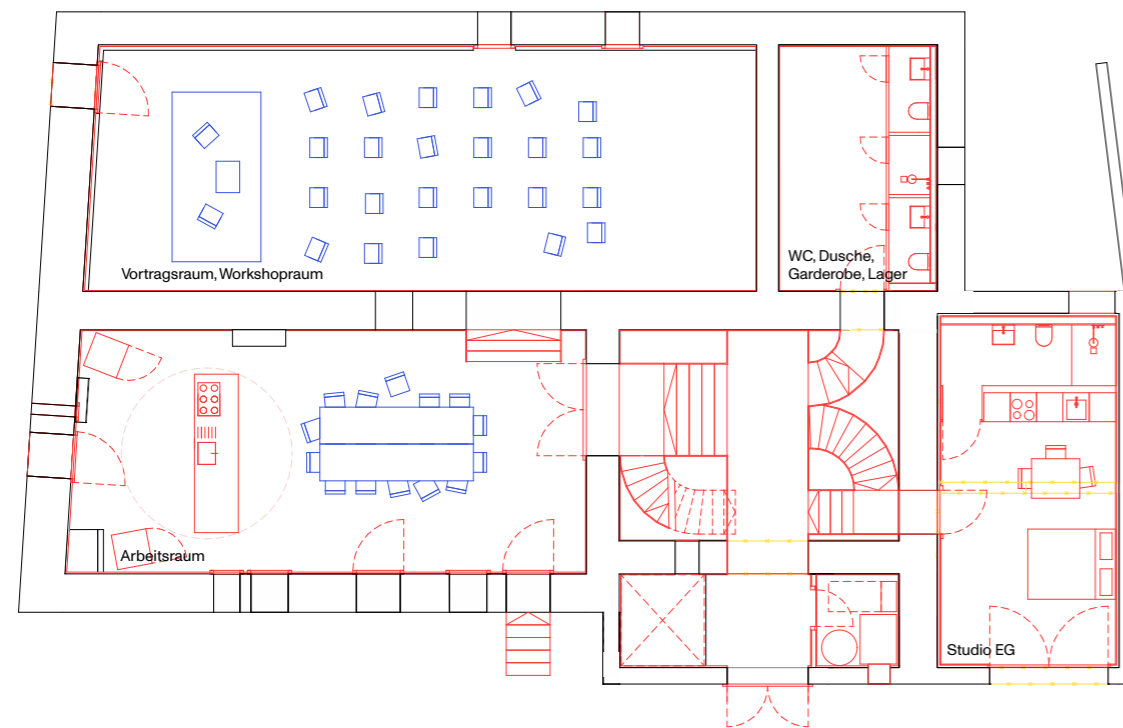 Vortragsraum, Workshopraum
WC, Dusche,
Garderobe, Lager
Arbeitsraum
Studio EG